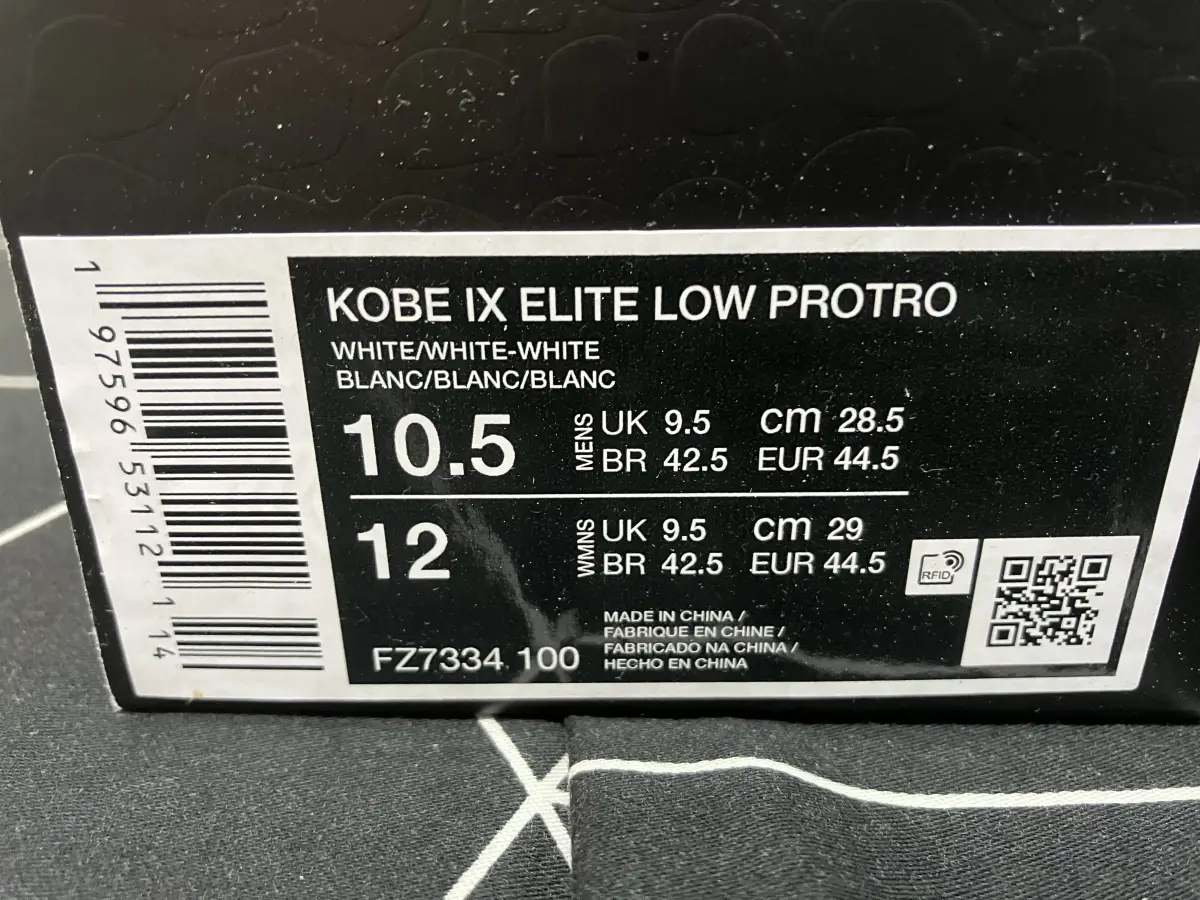 KOBE IX ELITE LOW PROTRO
WHITE/WHITE-WHITE
BLANC/BLANC/BLANC
10.5 MENS UK 9.5 cm 28.5
BR 42.5 EUR 44.5
12 WMNS UK 9.5 cm 29
BR 42.5 EUR 44.5
RFID
MADE IN CHINA /
FABRIQUE EN CHINE /
FABRICADO NA CHINA /
HECHO EN CHINA
FZ7334 100
1 97596 53112 1 14